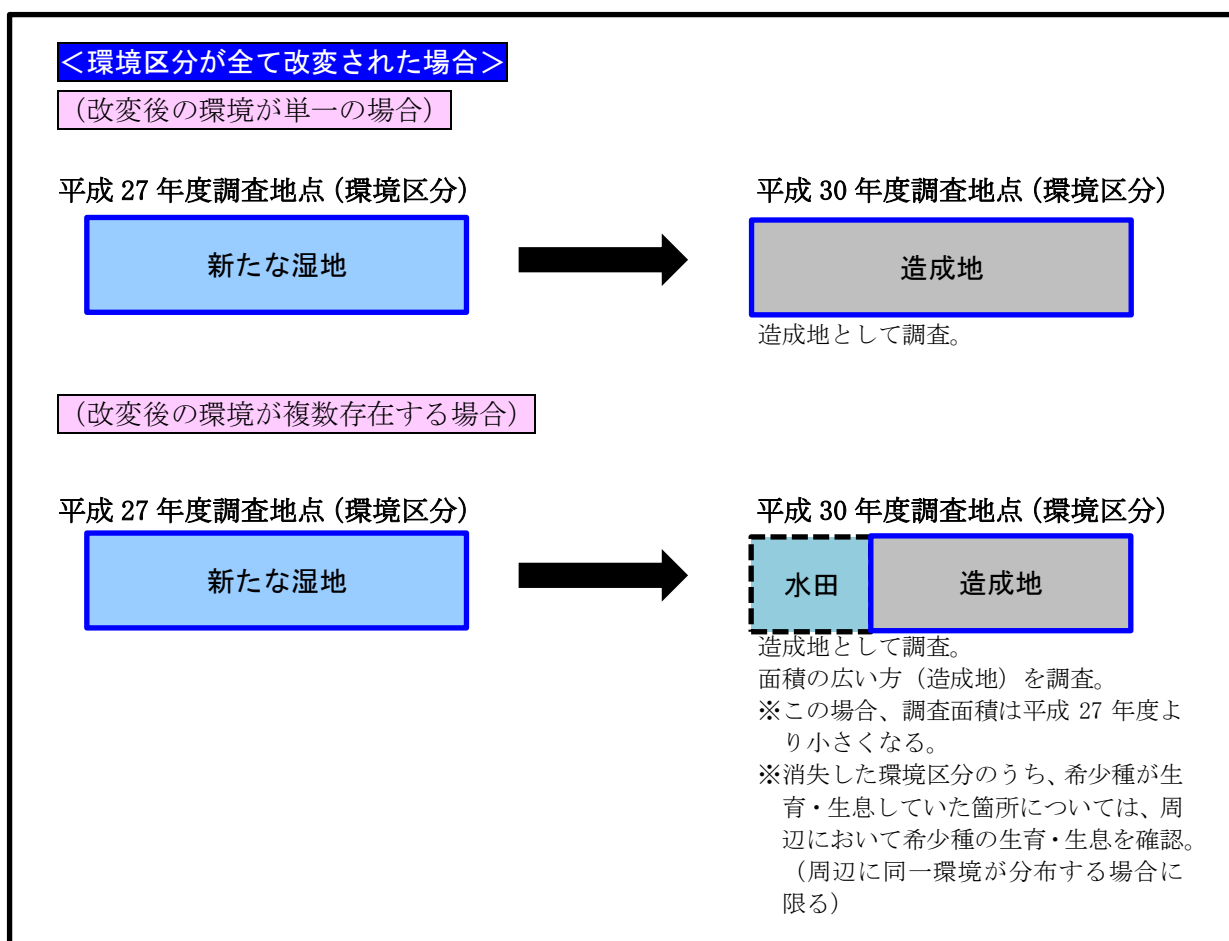 ＜環境区分が全て改変された場合＞
（改変後の環境が単一の場合）
平成 27 年度調査地点（環境区分）
平成 30 年度調査地点（環境区分）
新たな湿地
造成地
造成地として調査。
（改変後の環境が複数存在する場合）
平成 27 年度調査地点（環境区分）
平成 30 年度調査地点（環境区分）
新たな湿地
水田
造成地
造成地として調査。
面積の広い方（造成地）を調査。
※この場合、調査面積は平成 27 年度よ
り小さくなる。
※消失した環境区分のうち、希少種が生
育・生息していた箇所については、周
辺において希少種の生育・生息を確認。
（周辺に同一環境が分布する場合に
限る）